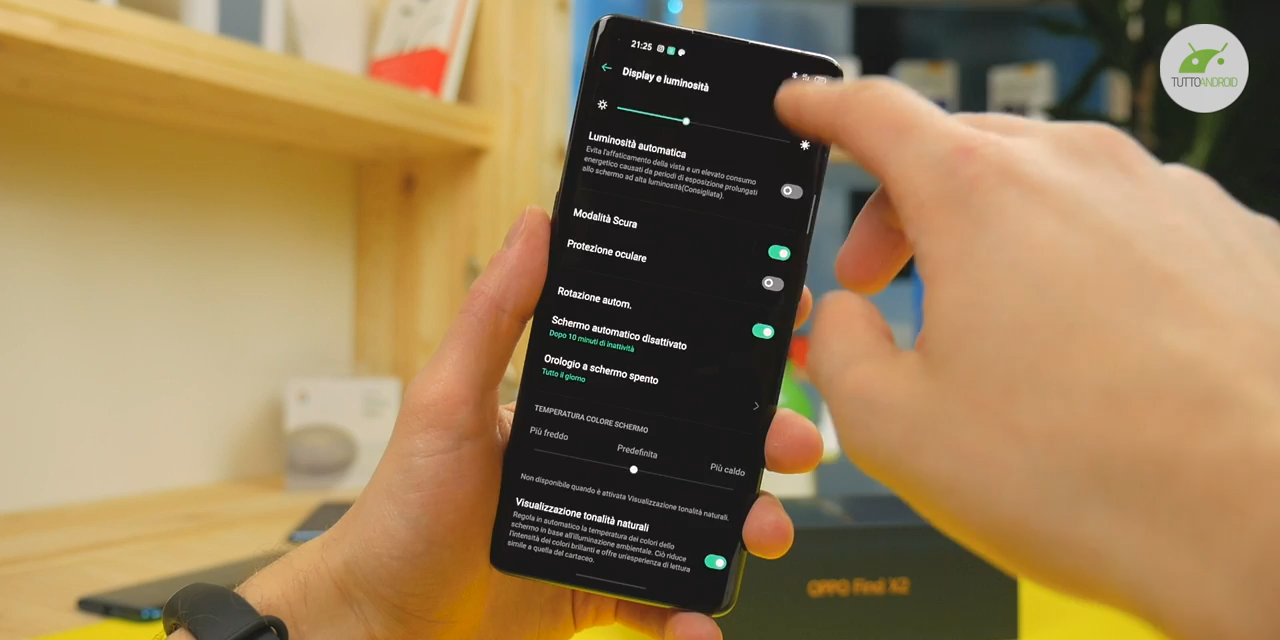 TUTTOANDROID
21:25
Display e luminosità
Luminosità automatica
Evita l'affaticamento della vista e un elevato consumo
energetico causati da periodi di esposizione prolungati
allo schermo ad alta luminosità(Consigliata).
Modalità Scura
Protezione oculare
Rotazione autom.
Schermo automatico disattivato
Dopo 10 minuti di inattività
Orologio a schermo spento
Tutto il giorno
TEMPERATURA COLORE SCHERMO
Più freddo
Predefinita
Più caldo
Non disponibile quando è attivata Visualizzazione tonalità naturali.
Visualizzazione tonalità naturali
Regola in automatico la temperatura dei colori dello
schermo in base all'illuminazione ambientale. Ciò riduce
l'intensità dei colori brillanti e offre un'esperienza di lettura
simile a quella del cartaceo.
OPPO Find X2